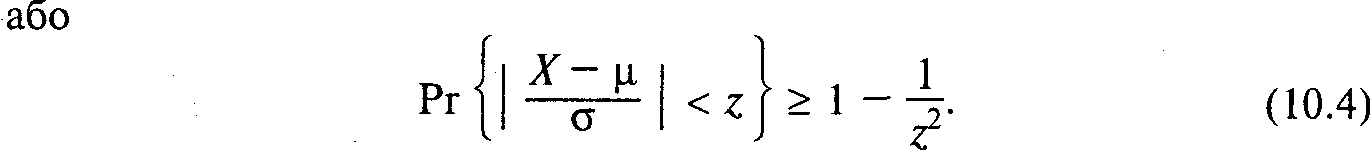 або
Pr { | X − μ / σ | < z } ≥ 1 − 1 / z². (10.4)